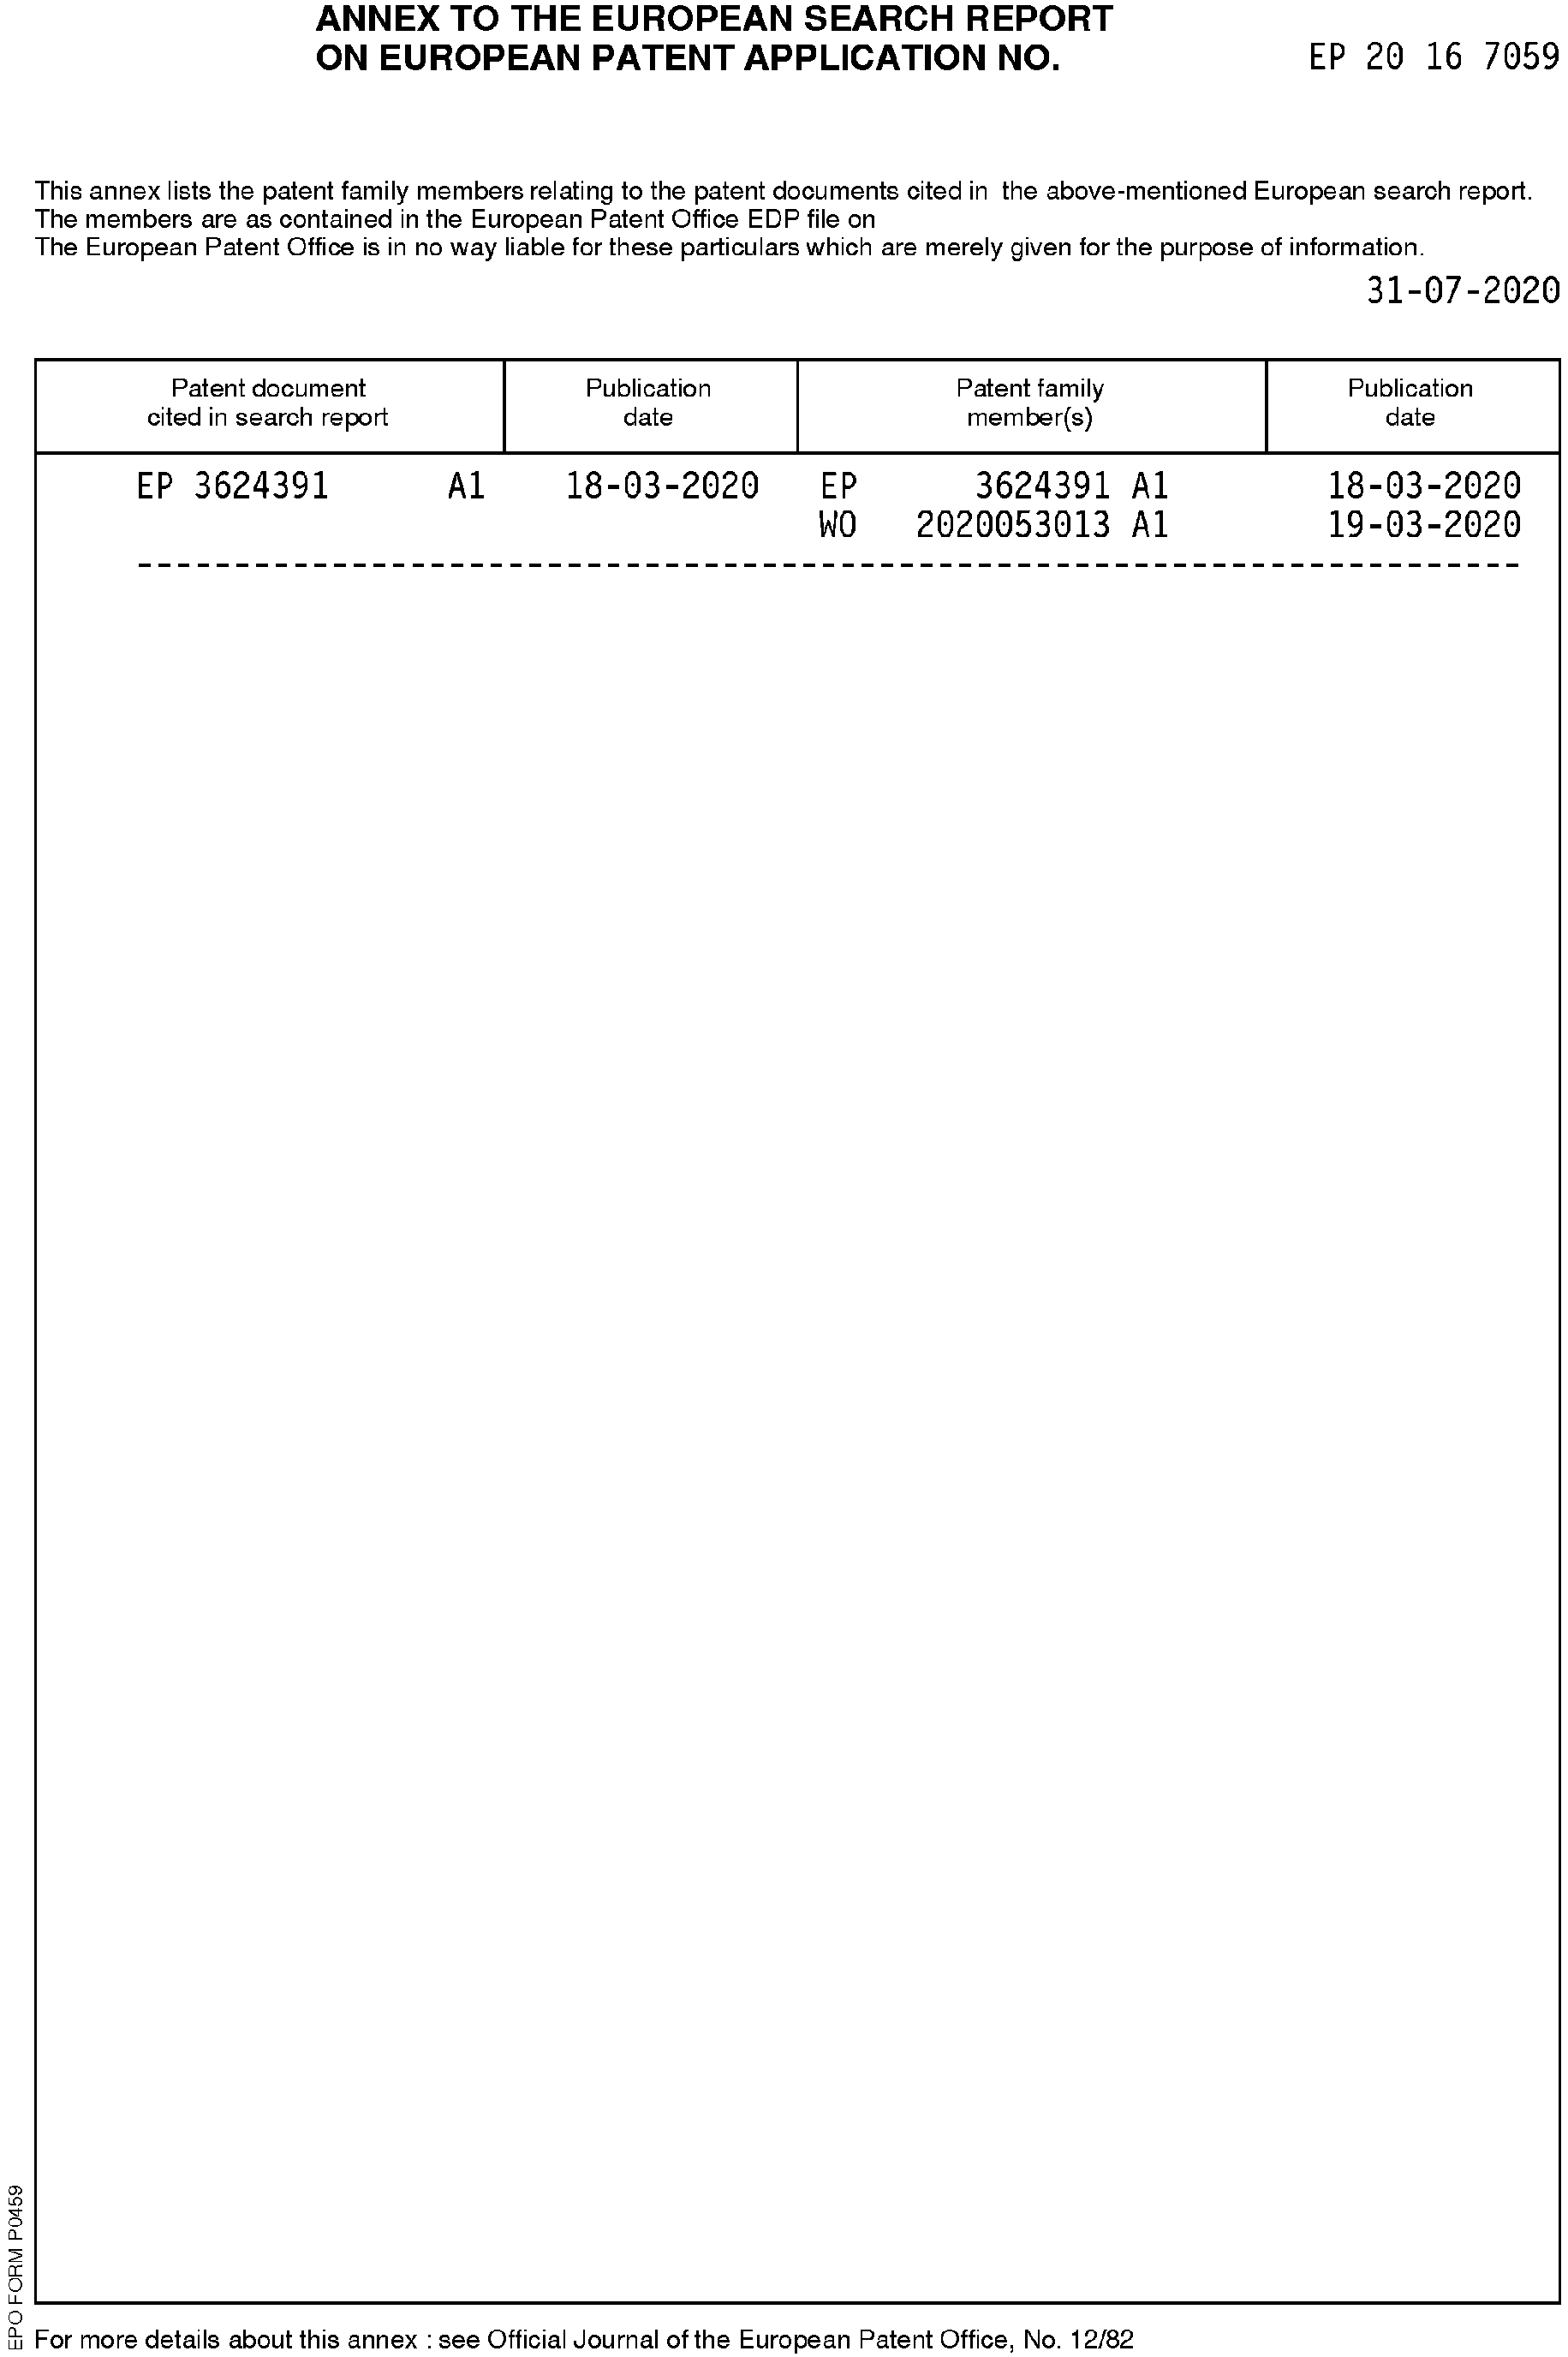 ANNEX TO THE EUROPEAN SEARCH REPORT
ON EUROPEAN PATENT APPLICATION NO. EP 20 16 7059
This annex lists the patent family members relating to the patent documents cited in the above-mentioned European search report.
The members are as contained in the European Patent Office EDP file on
The European Patent Office is in no way liable for these particulars which are merely given for the purpose of information.
31-07-2020
Patent document Publication Patent family Publication
cited in search report date member(s) date
EP 3624391 A1 18-03-2020 EP 3624391 A1 18-03-2020
WO 2020053013 A1 19-03-2020
EPO FORM P0459
For more details about this annex : see Official Journal of the European Patent Office, No. 12/82